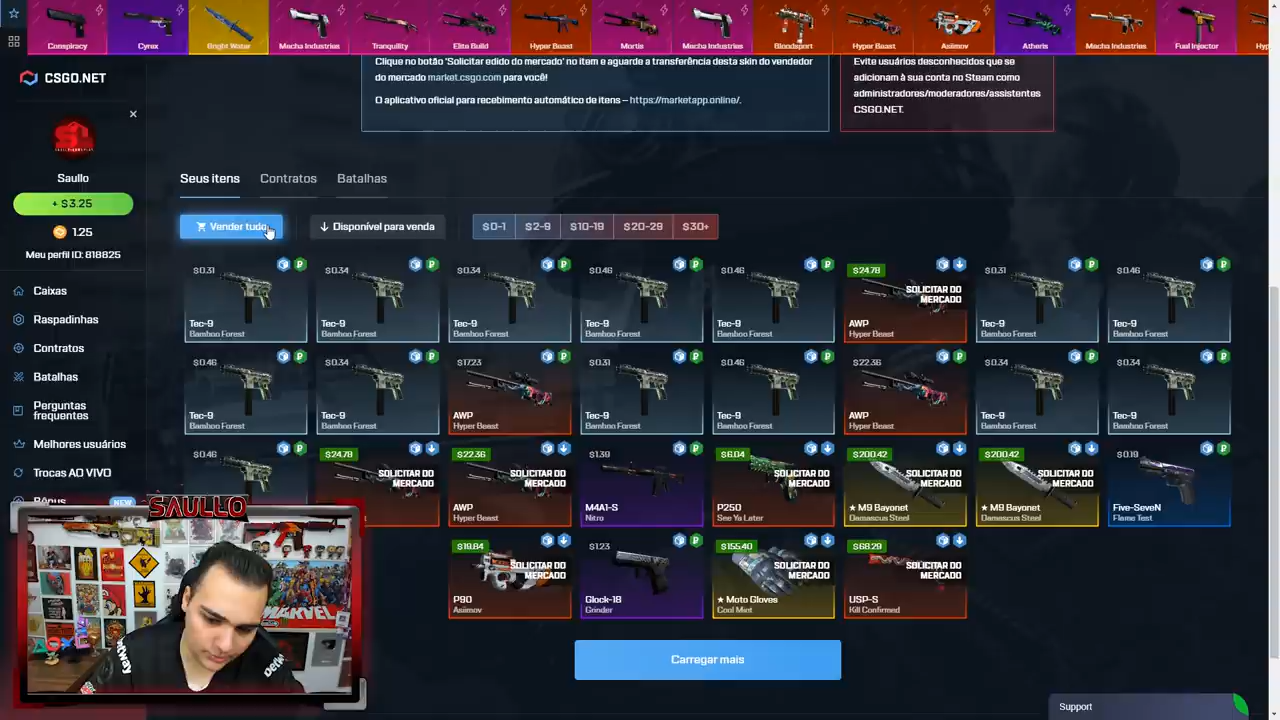 Conspiracy
Cyrex
Bright Water
Mecha Industries
Tranquility
Elite Build
Hyper Beast
Mortis
Mecha Industries
Bloodsport
Hyper Beast
Asiimov
Atheris
Mecha Industries
Fuel Injector
CSGO.NET
Clique no botão "Solicitar edido do mercado" no item e aguarde a transferência desta skin do vendedor
do mercado market.csgo.com para você!
O aplicativo oficial para recebimento automático de itens – https://marketapp.online/.
Evite usuários desconhecidos que se
adicionam à sua conta no Steam como
administradores/moderadores/assistentes
CSGO.NET.
Saullo
+ $3.25
1.25
Meu perfil ID: 818825
Caixas
Raspadinhas
Contratos
Batalhas
Perguntas
frequentes
Melhores usuários
Trocas AO VIVO
Bônus
NEW
Seus itens
Contratos
Batalhas
Vender tudo
Disponível para venda
$0-1
$2-9
$10-19
$20-29
$30+
$0.31
Tec-9
Bamboo Forest
$0.34
Tec-9
Bamboo Forest
$0.34
Tec-9
Bamboo Forest
$0.46
Tec-9
Bamboo Forest
$0.46
Tec-9
Bamboo Forest
$24.78
SOLICITAR DO
MERCADO
AWP
Hyper Beast
$0.31
Tec-9
Bamboo Forest
$0.46
Tec-9
Bamboo Forest
$0.46
Tec-9
Bamboo Forest
$0.34
Tec-9
Bamboo Forest
$17.23
AWP
Hyper Beast
$0.31
Tec-9
Bamboo Forest
$0.46
Tec-9
Bamboo Forest
$22.36
AWP
Hyper Beast
$0.34
Tec-9
Bamboo Forest
$0.34
Tec-9
Bamboo Forest
$0.46
$24.78
SOLICITAR DO
MERCADO
$22.36
SOLICITAR DO
MERCADO
AWP
Hyper Beast
$1.39
M4A1-S
Nitro
$6.04
SOLICITAR DO
MERCADO
P250
See Ya Later
$200.42
SOLICITAR DO
MERCADO
★ M9 Bayonet
Damascus Steel
$200.42
SOLICITAR DO
MERCADO
★ M9 Bayonet
Damascus Steel
$0.19
Five-SeveN
Flame Test
$19.84
SOLICITAR DO
MERCADO
P90
Asiimov
$1.23
Glock-18
Grinder
$155.40
SOLICITAR DO
MERCADO
★ Moto Gloves
Cool Mint
$68.29
SOLICITAR DO
MERCADO
USP-S
Kill Confirmed
Carregar mais
Support
SAULLO
MARVEL